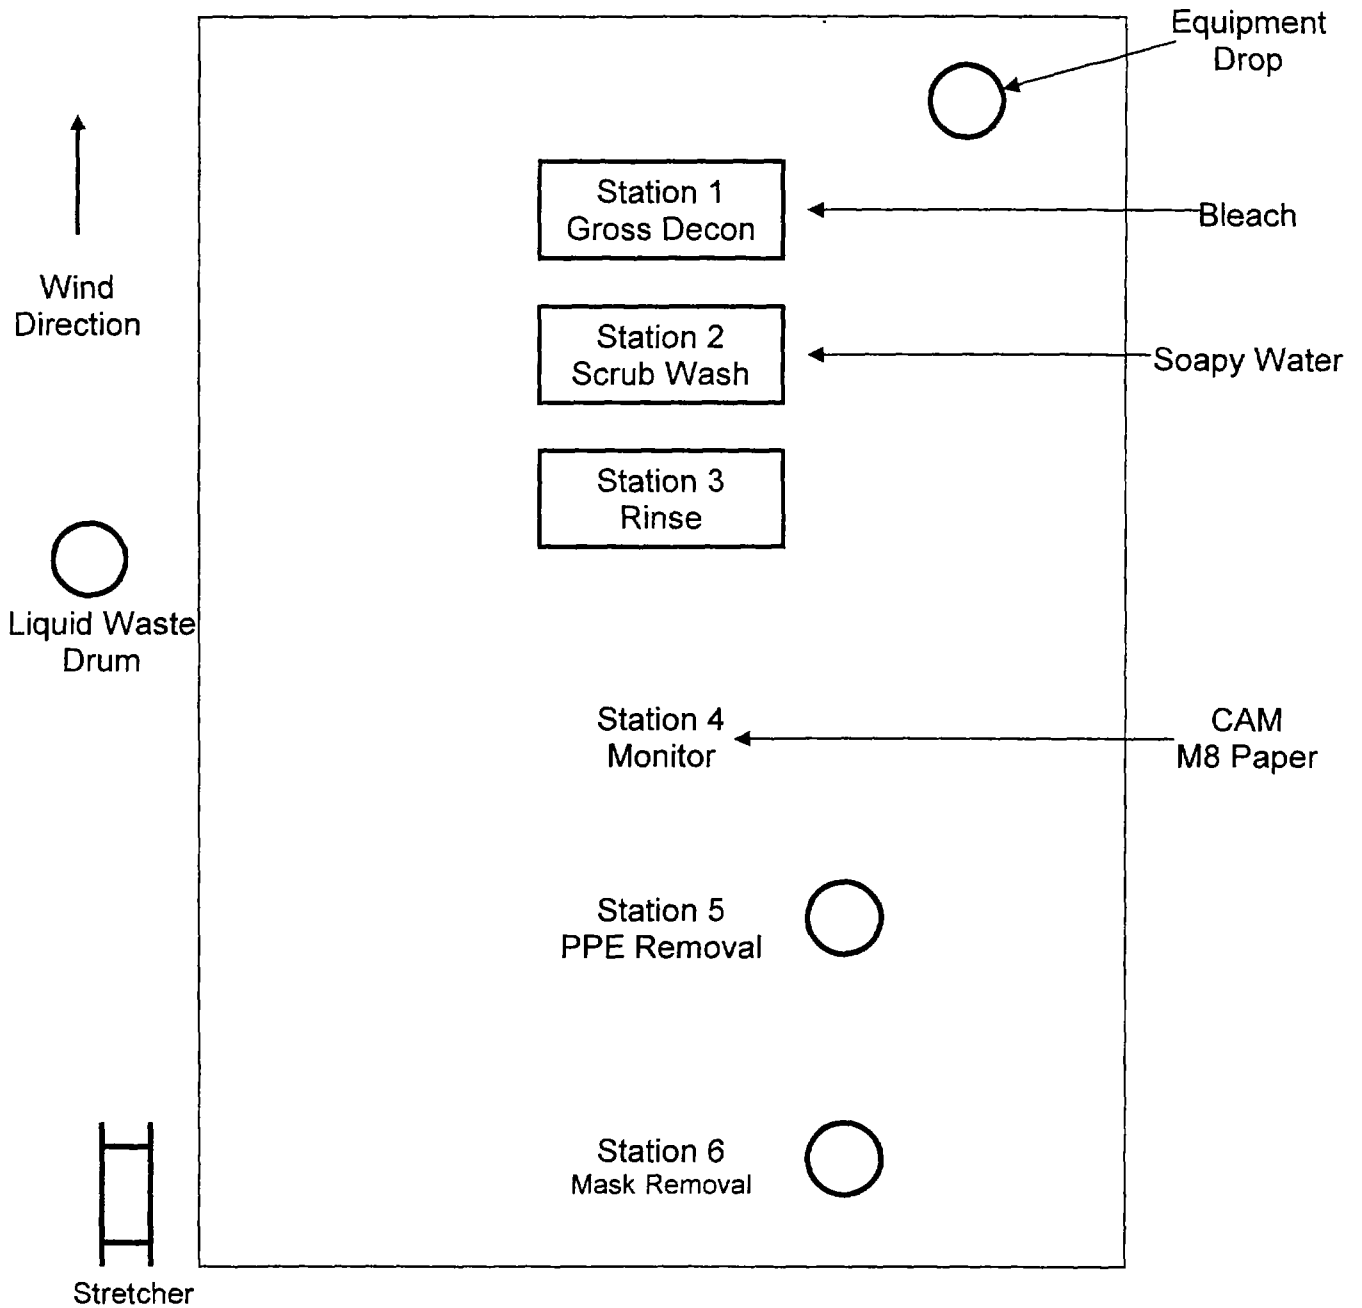 Equipment
Drop
Station 1
Gross Decon
Bleach
Wind
Direction
Station 2
Scrub Wash
Soapy Water
Station 3
Rinse
Liquid Waste
Drum
Station 4
Monitor
CAM
M8 Paper
Station 5
PPE Removal
Station 6
Mask Removal
Stretcher